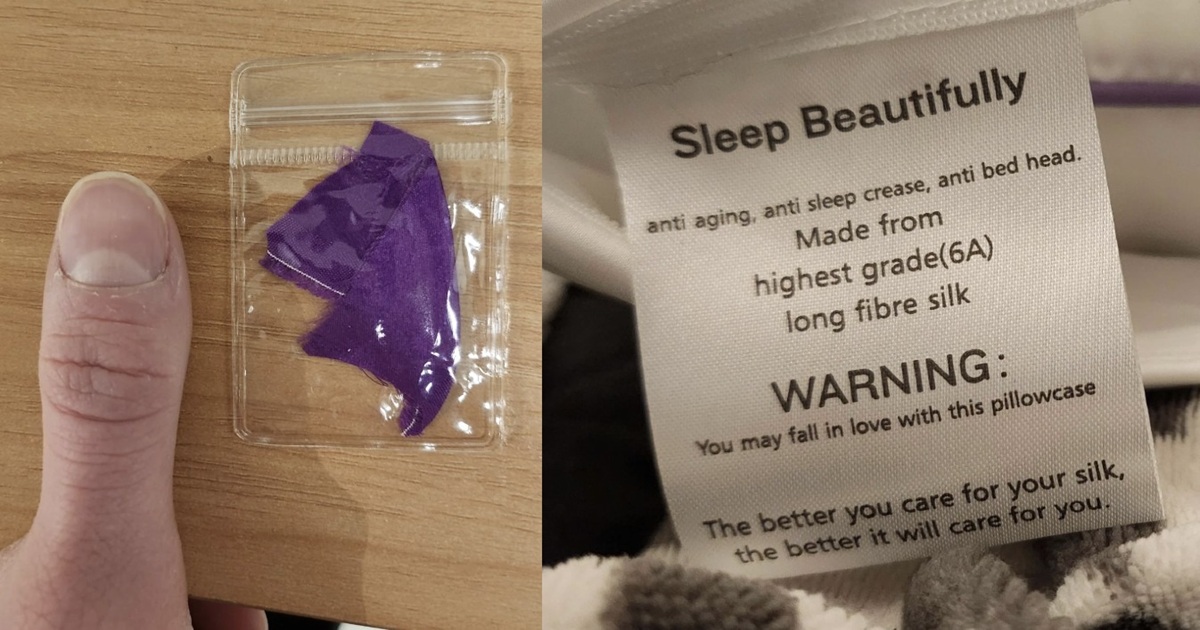 Sleep Beautifully
anti aging, anti sleep crease, anti bed head.
Made from
highest grade(6A)
long fibre silk
WARNING:
You may fall in love with this pillowcase
The better you care for your silk,
the better it will care for you.